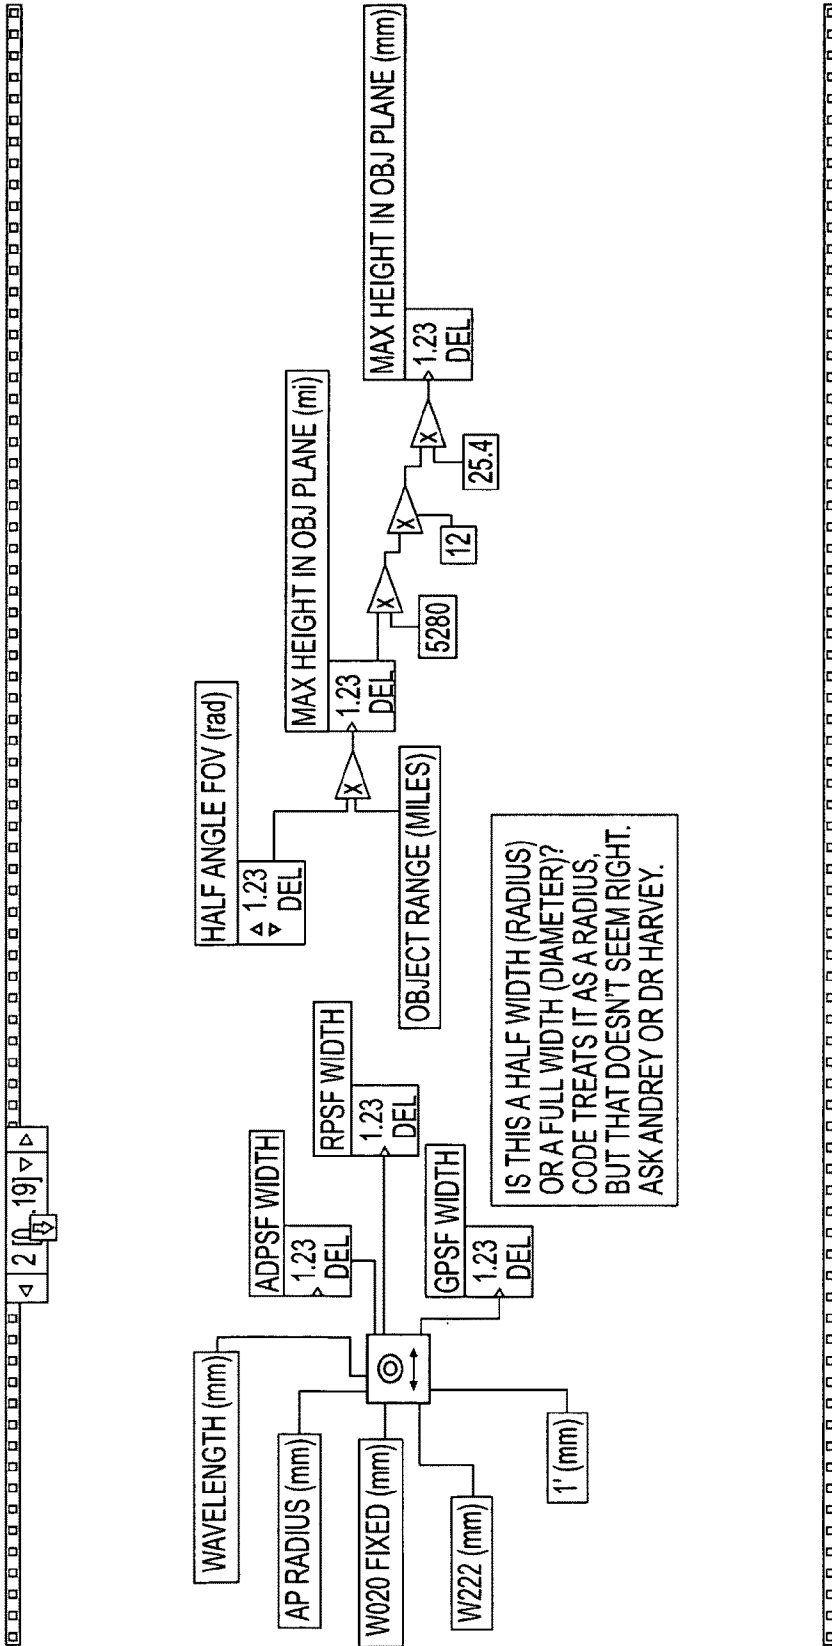 2 [0..19]
WAVELENGTH (mm)
AP RADIUS (mm)
W020 FIXED (mm)
W222 (mm)
1' (mm)
ADPSF WIDTH
1.23
DEL
RPSF WIDTH
1.23
DEL
GPSF WIDTH
1.23
DEL
HALF ANGLE FOV (rad)
1.23
DEL
OBJECT RANGE (MILES)
X
MAX HEIGHT IN OBJ PLANE (mi)
1.23
DEL
X
5280
X
12
X
25.4
MAX HEIGHT IN OBJ PLANE (mm)
1.23
DEL
IS THIS A HALF WIDTH (RADIUS)
OR A FULL WIDTH (DIAMETER)?
CODE TREATS IT AS A RADIUS,
BUT THAT DOESN'T SEEM RIGHT.
ASK ANDREY OR DR HARVEY.